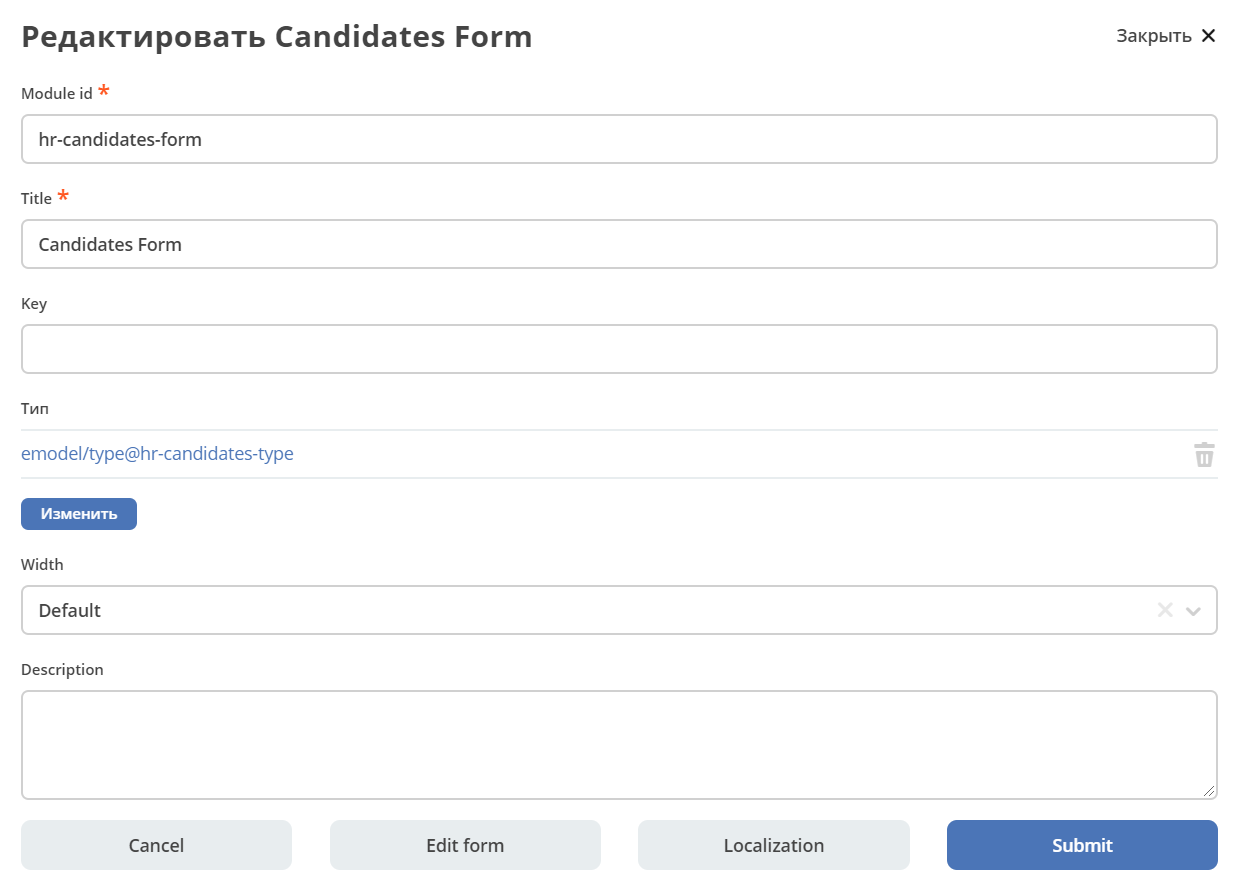 Редактировать Candidates Form
Закрыть
Module id *
hr-candidates-form
Title *
Candidates Form
Key
Тип
emodel/type@hr-candidates-type
Изменить
Width
Default
Description
Cancel
Edit form
Localization
Submit